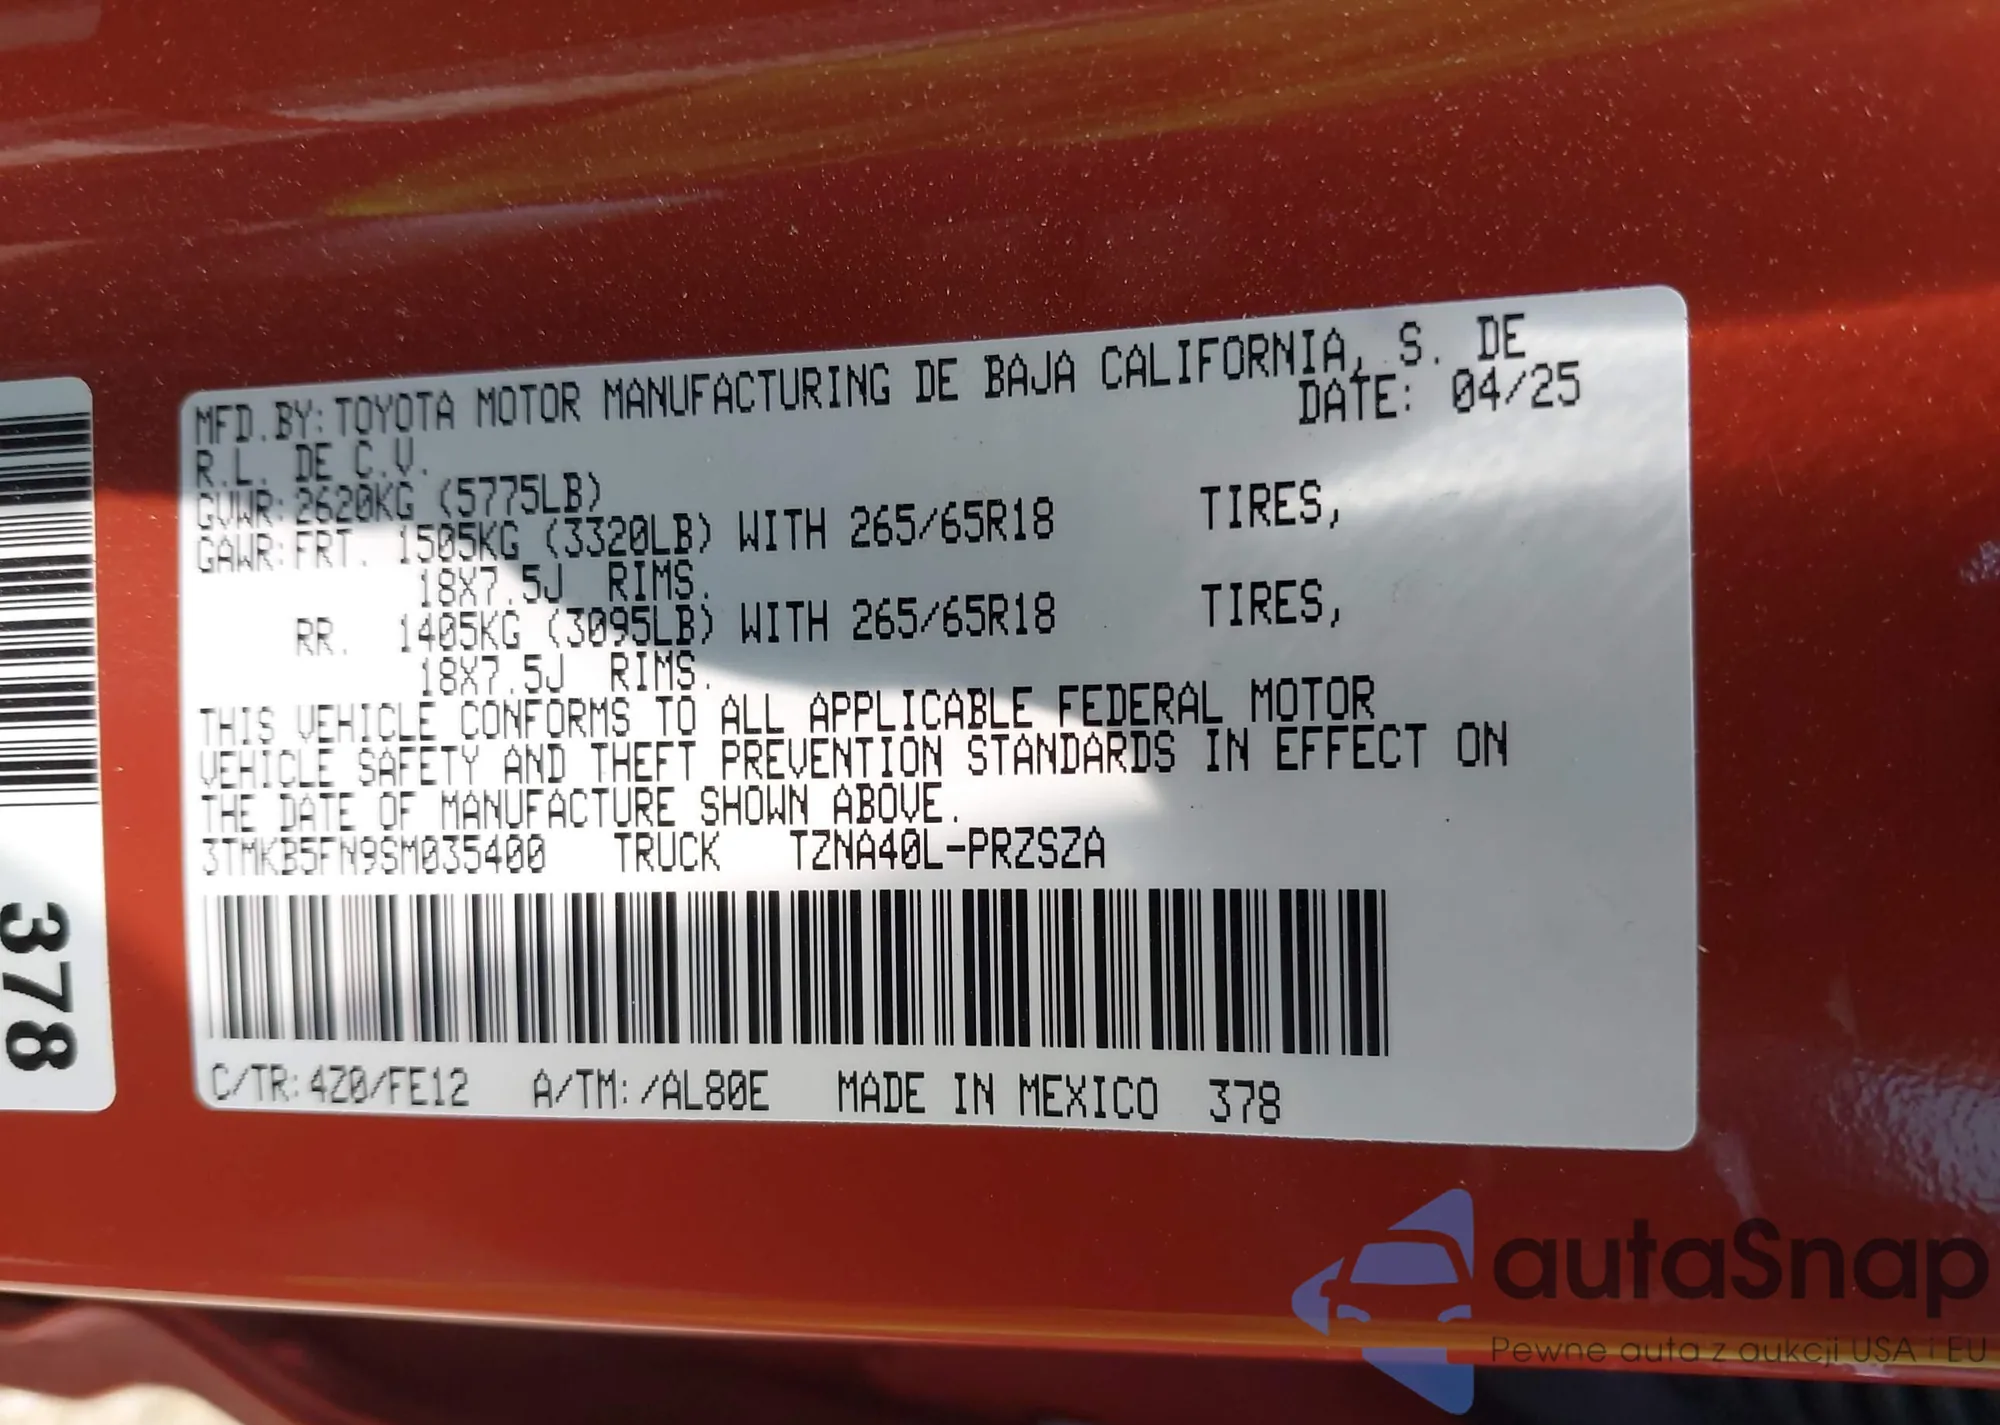 MFD.BY:TOYOTA MOTOR MANUFACTURING DE BAJA CALIFORNIA, S. DE
R.L. DE C.V. DATE: 04/25
GVWR:2620KG (5775LB)
GAWR:FRT. 1505KG (3320LB) WITH 265/65R18 TIRES,
18X7.5J RIMS.
RR. 1405KG (3095LB) WITH 265/65R18 TIRES,
18X7.5J RIMS.
THIS VEHICLE CONFORMS TO ALL APPLICABLE FEDERAL MOTOR
VEHICLE SAFETY AND THEFT PREVENTION STANDARDS IN EFFECT ON
THE DATE OF MANUFACTURE SHOWN ABOVE.
3TMKB5FN9SM035400 TRUCK TZNA40L-PRZSZA
C/TR:4Z0/FE12 A/TM:/AL80E MADE IN MEXICO 378
378
autaSnap
Pewne auta z aukcji USA i EU